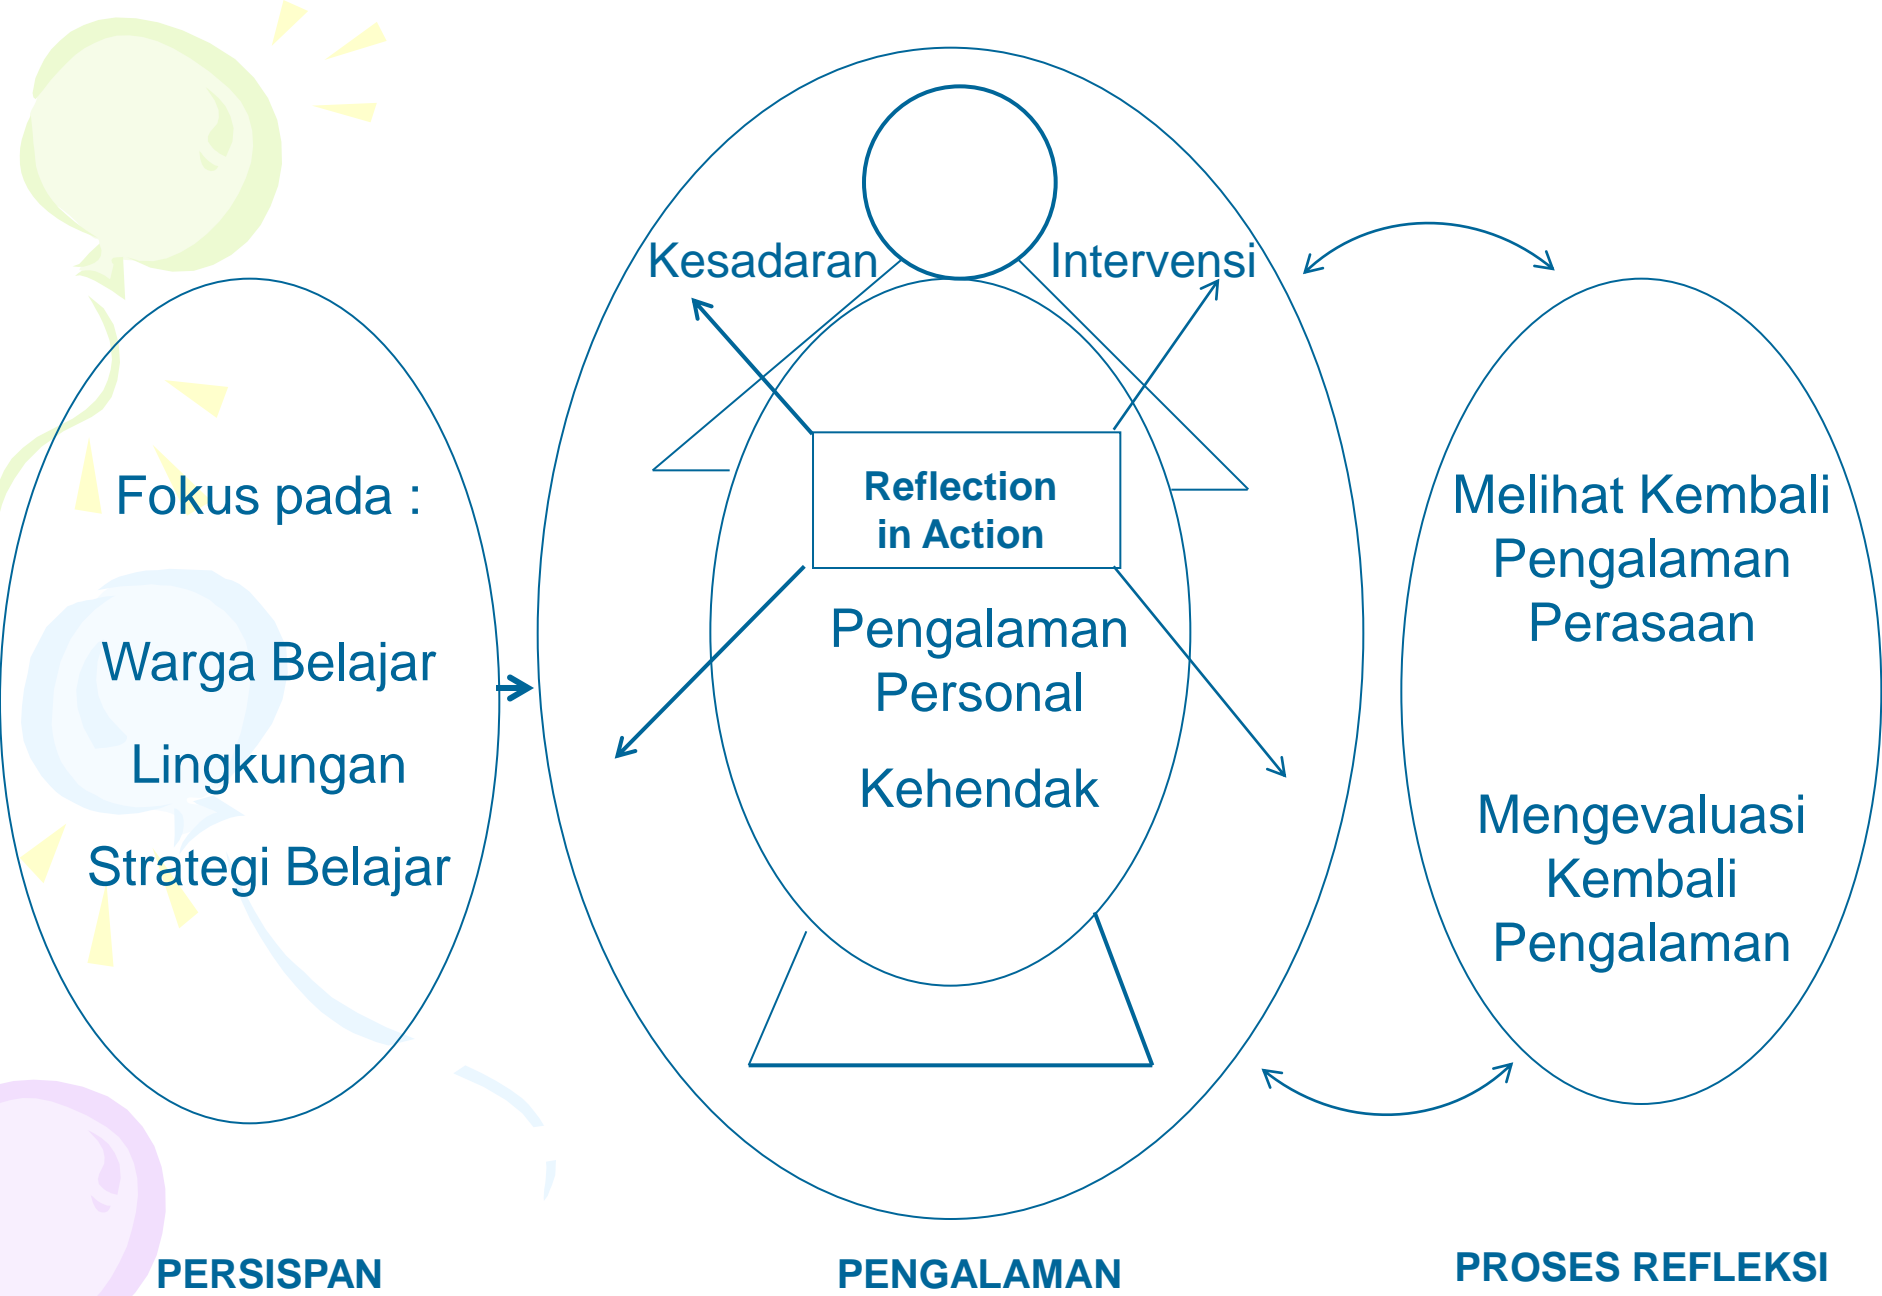 Fokus pada :
Warga Belajar
Lingkungan
Strategi Belajar
PERSISPAN
Kesadaran
Intervensi
Reflection
in Action
Pengalaman
Personal
Kehendak
PENGALAMAN
Melihat Kembali
Pengalaman
Perasaan
Mengevaluasi
Kembali
Pengalaman
PROSES REFLEKSI